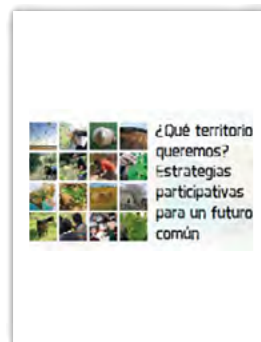 ¿Qué territorio
queremos?
Estrategias
participativas
para un futuro
común